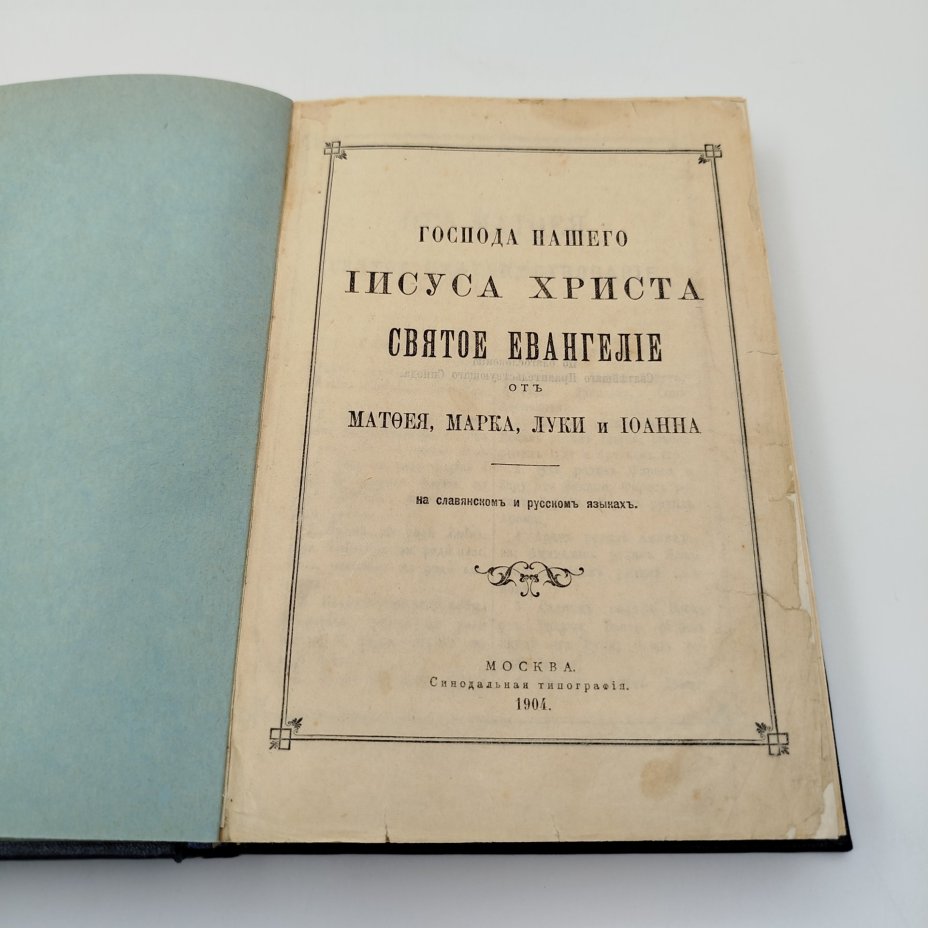 ГОСПОДА НАШЕГО
ІИСУСА ХРИСТА
СВЯТОЕ ЕВАНГЕЛІЕ
ОТЪ
МАТѲЕЯ, МАРКА, ЛУКИ и ІОАННА
на славянскомъ и русскомъ языкахъ.
МОСКВА.
Синодальная типографія.
1904.